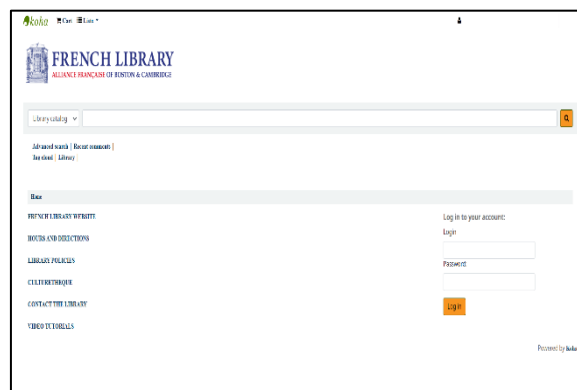 koha Cart Lists
FRENCH LIBRARY
ALLIANCE FRANÇAISE OF BOSTON & CAMBRIDGE
Library catalog
Advanced search | Recent comments |
Tag cloud | Library |
Home
FRENCH LIBRARY WEBSITE
HOURS AND DIRECTIONS
LIBRARY POLICIES
CULTURETHEQUE
CONTACT THE LIBRARY
VIDEO TUTORIALS
Log in to your account:
Login
Password
Log in
Powered by koha